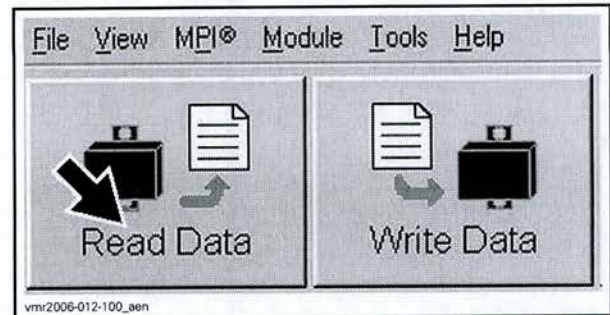 File View MPI® Module Tools Help
Read Data Write Data
vmr2006-012-100_aen